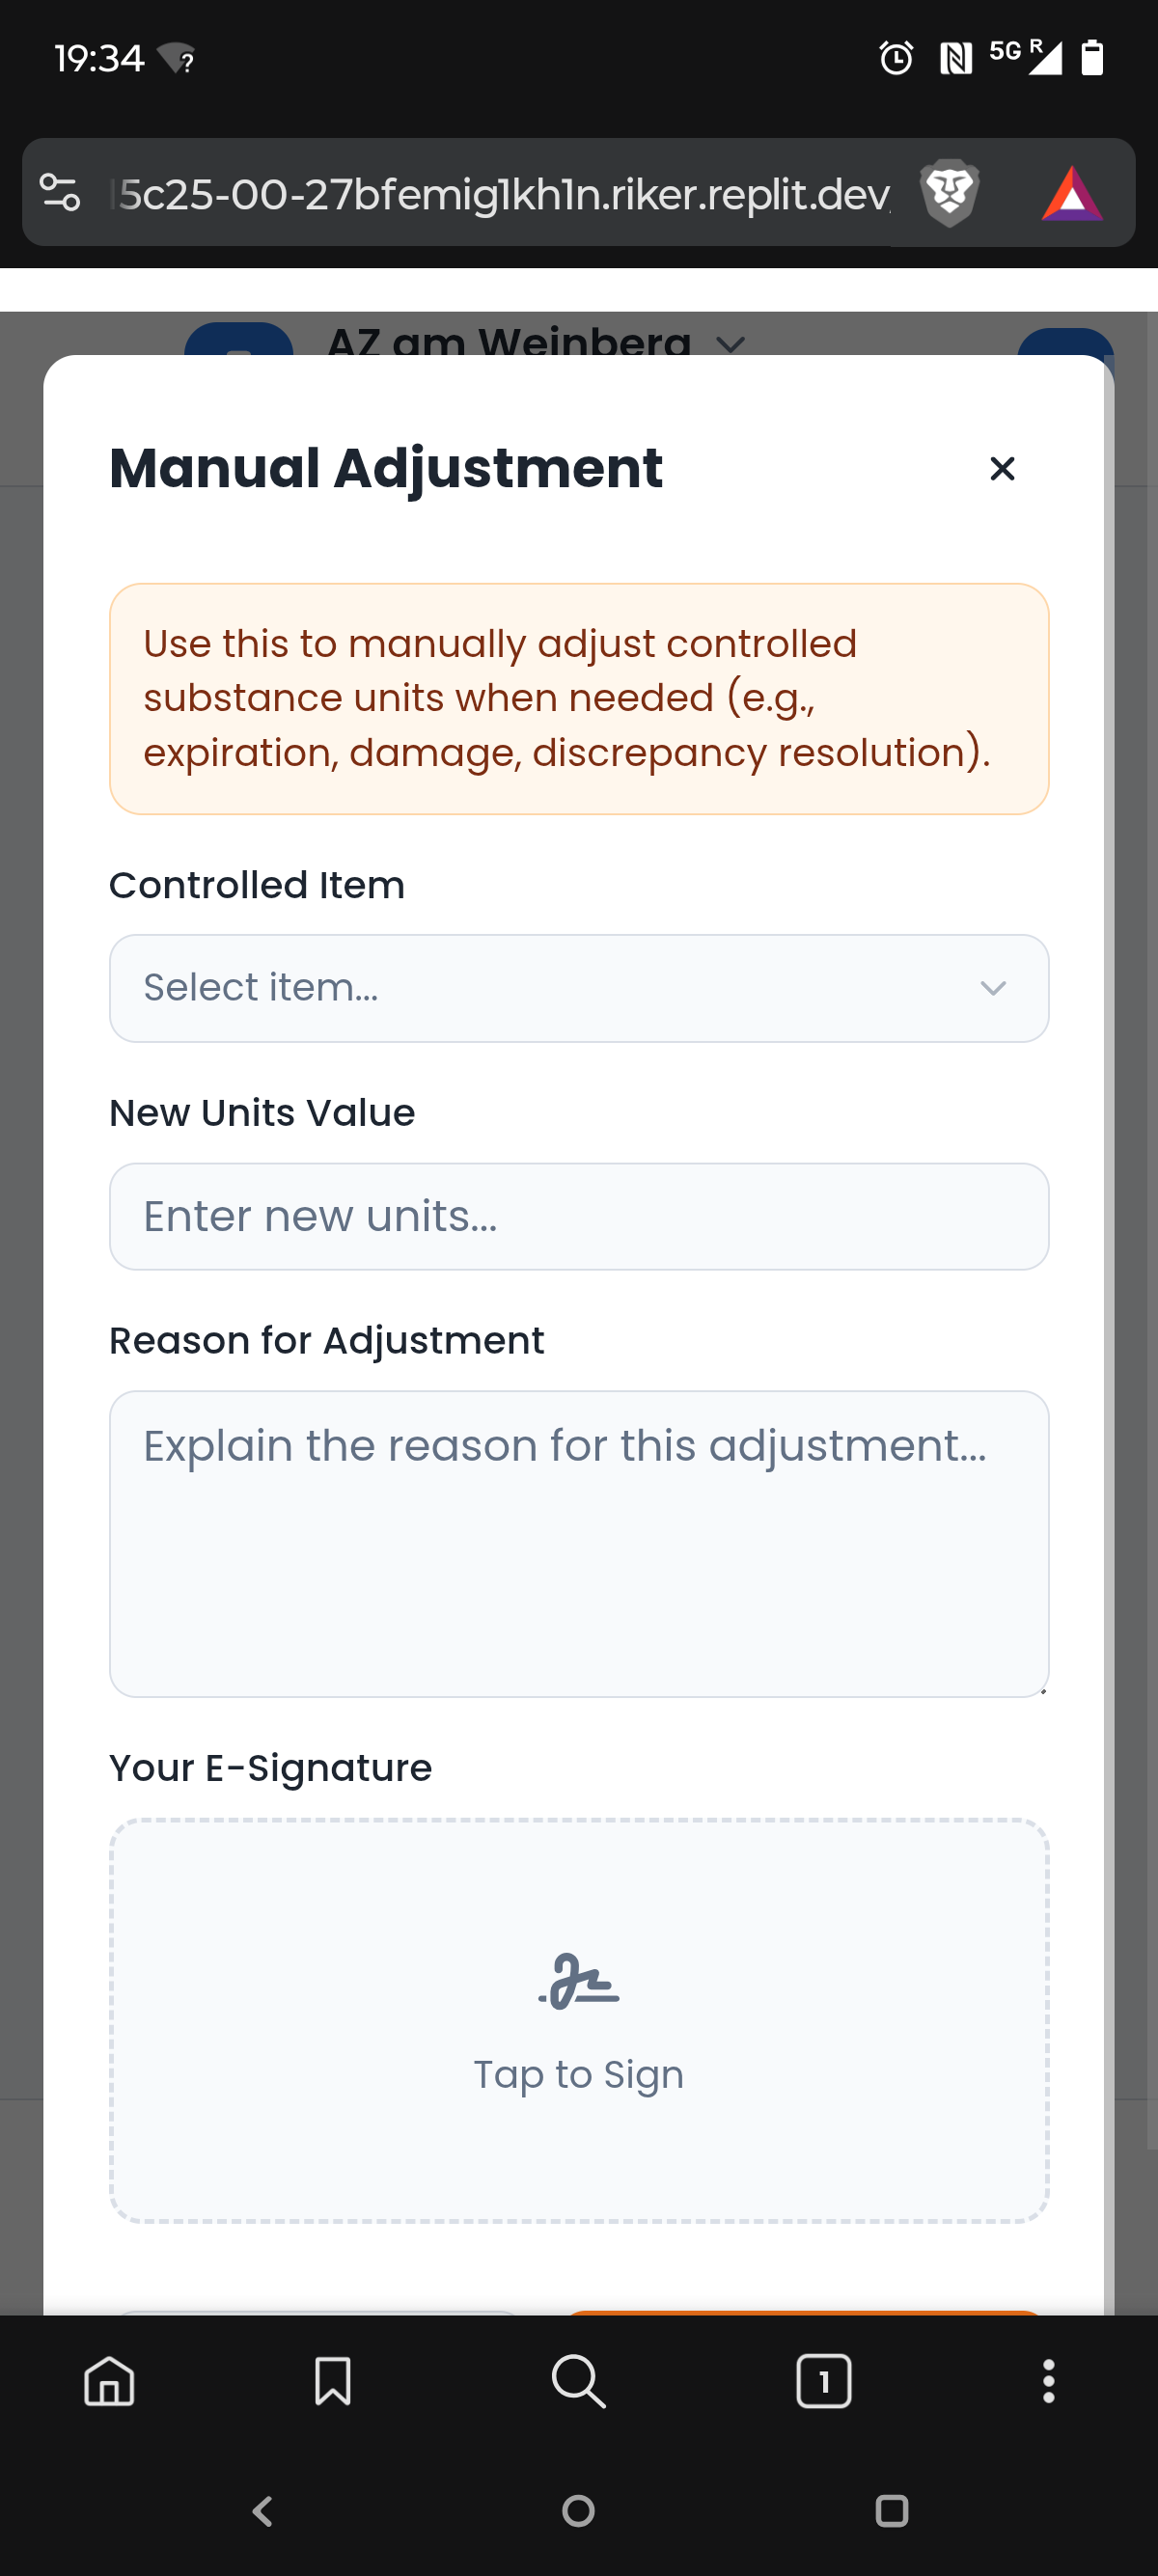 19:34
5G R
5c25-00-27bfemig1kh1n.riker.replit.dev
AZ am Weinberg
Manual Adjustment
Use this to manually adjust controlled
substance units when needed (e.g.,
expiration, damage, discrepancy resolution).
Controlled Item
Select item...
New Units Value
Enter new units...
Reason for Adjustment
Explain the reason for this adjustment...
Your E-Signature
Tap to Sign
1